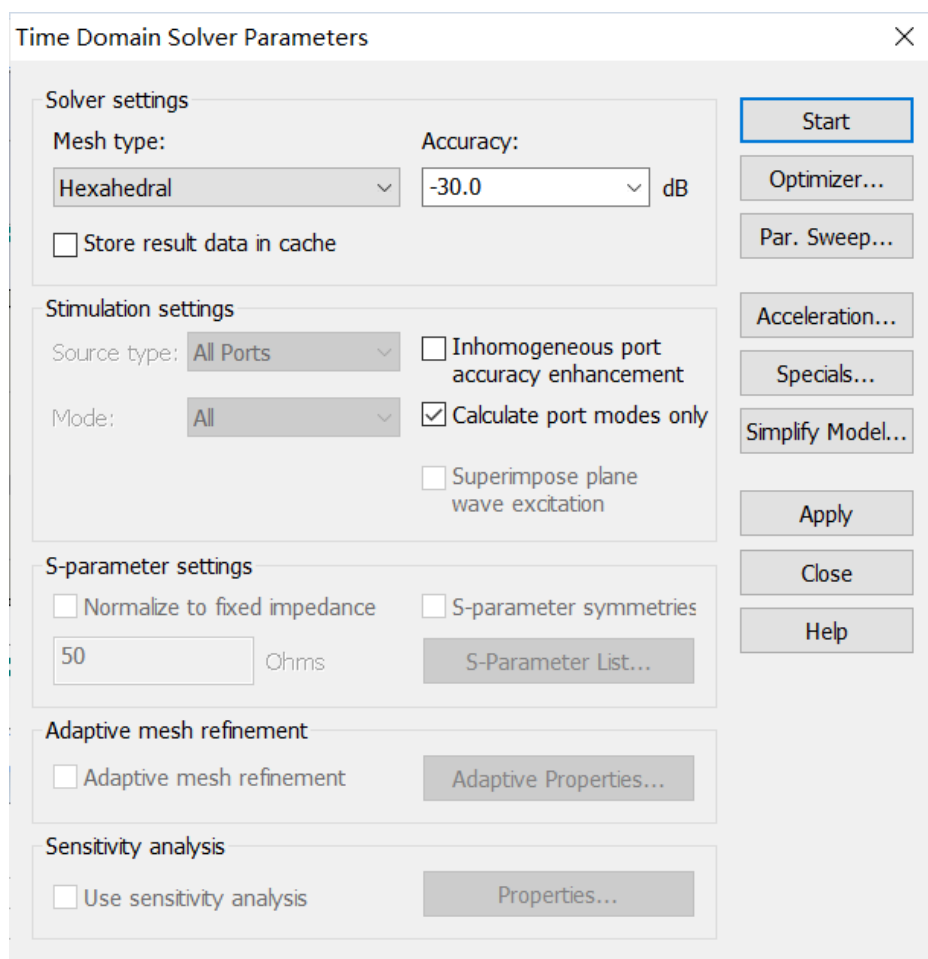 Time Domain Solver Parameters
Solver settings
Mesh type:
Accuracy:
Hexahedral
-30.0
dB
Store result data in cache
Stimulation settings
Source type:
All Ports
Inhomogeneous port
accuracy enhancement
Mode:
All
Calculate port modes only
Superimpose plane
wave excitation
S-parameter settings
Normalize to fixed impedance
S-parameter symmetries
50
Ohms
S-Parameter List...
Adaptive mesh refinement
Adaptive mesh refinement
Adaptive Properties...
Sensitivity analysis
Use sensitivity analysis
Properties...
Start
Optimizer...
Par. Sweep...
Acceleration...
Specials...
Simplify Model...
Apply
Close
Help